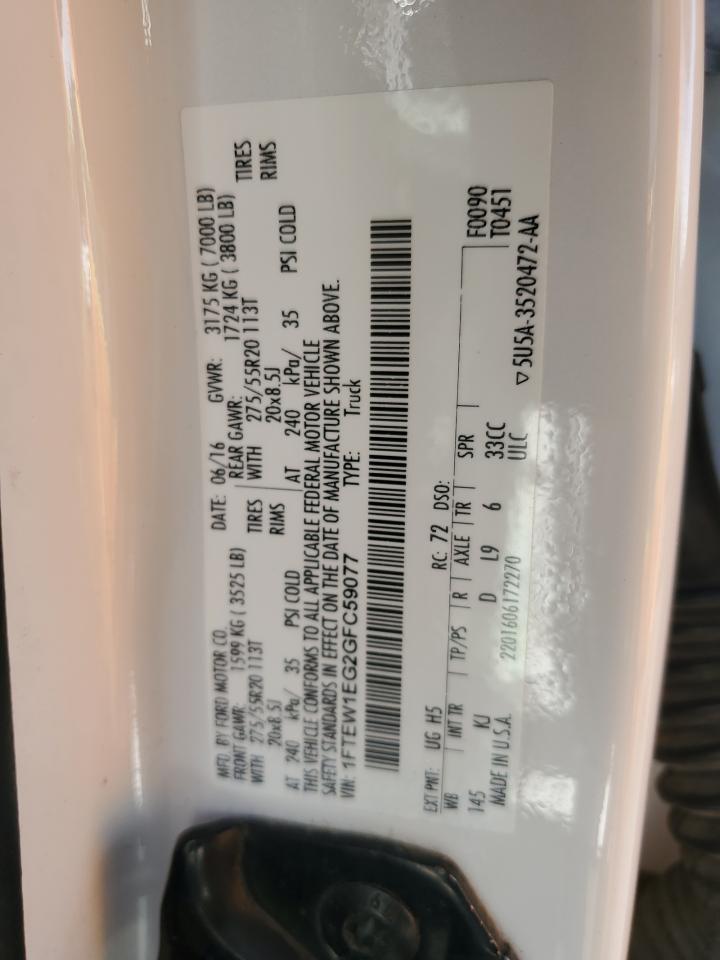 MFD. BY FORD MOTOR CO.
DATE: 06/16 GVWR: 3175 KG ( 7000 LB)
FRONT GAWR: 1599 KG ( 3525 LB) REAR GAWR: 1724 KG ( 3800 LB)
WITH 275/55R20 113T TIRES WITH 275/55R20 113T TIRES
20x8.5J RIMS 20x8.5J RIMS
AT 240 kPa/ 35 PSI COLD AT 240 kPa/ 35 PSI COLD
THIS VEHICLE CONFORMS TO ALL APPLICABLE FEDERAL MOTOR VEHICLE
SAFETY STANDARDS IN EFFECT ON THE DATE OF MANUFACTURE SHOWN ABOVE.
VIN: 1FTEW1EG2GFC59077 TYPE: Truck
EXT PNT: UG H5 RC: 72 DSO:
WB INT TR TP/PS R AXLE TR SPR F0090
145 KJ D L9 6 33CC T0451
MADE IN U.S.A. 2201606172270 ULC
▽ 5U5A-3520472-AA